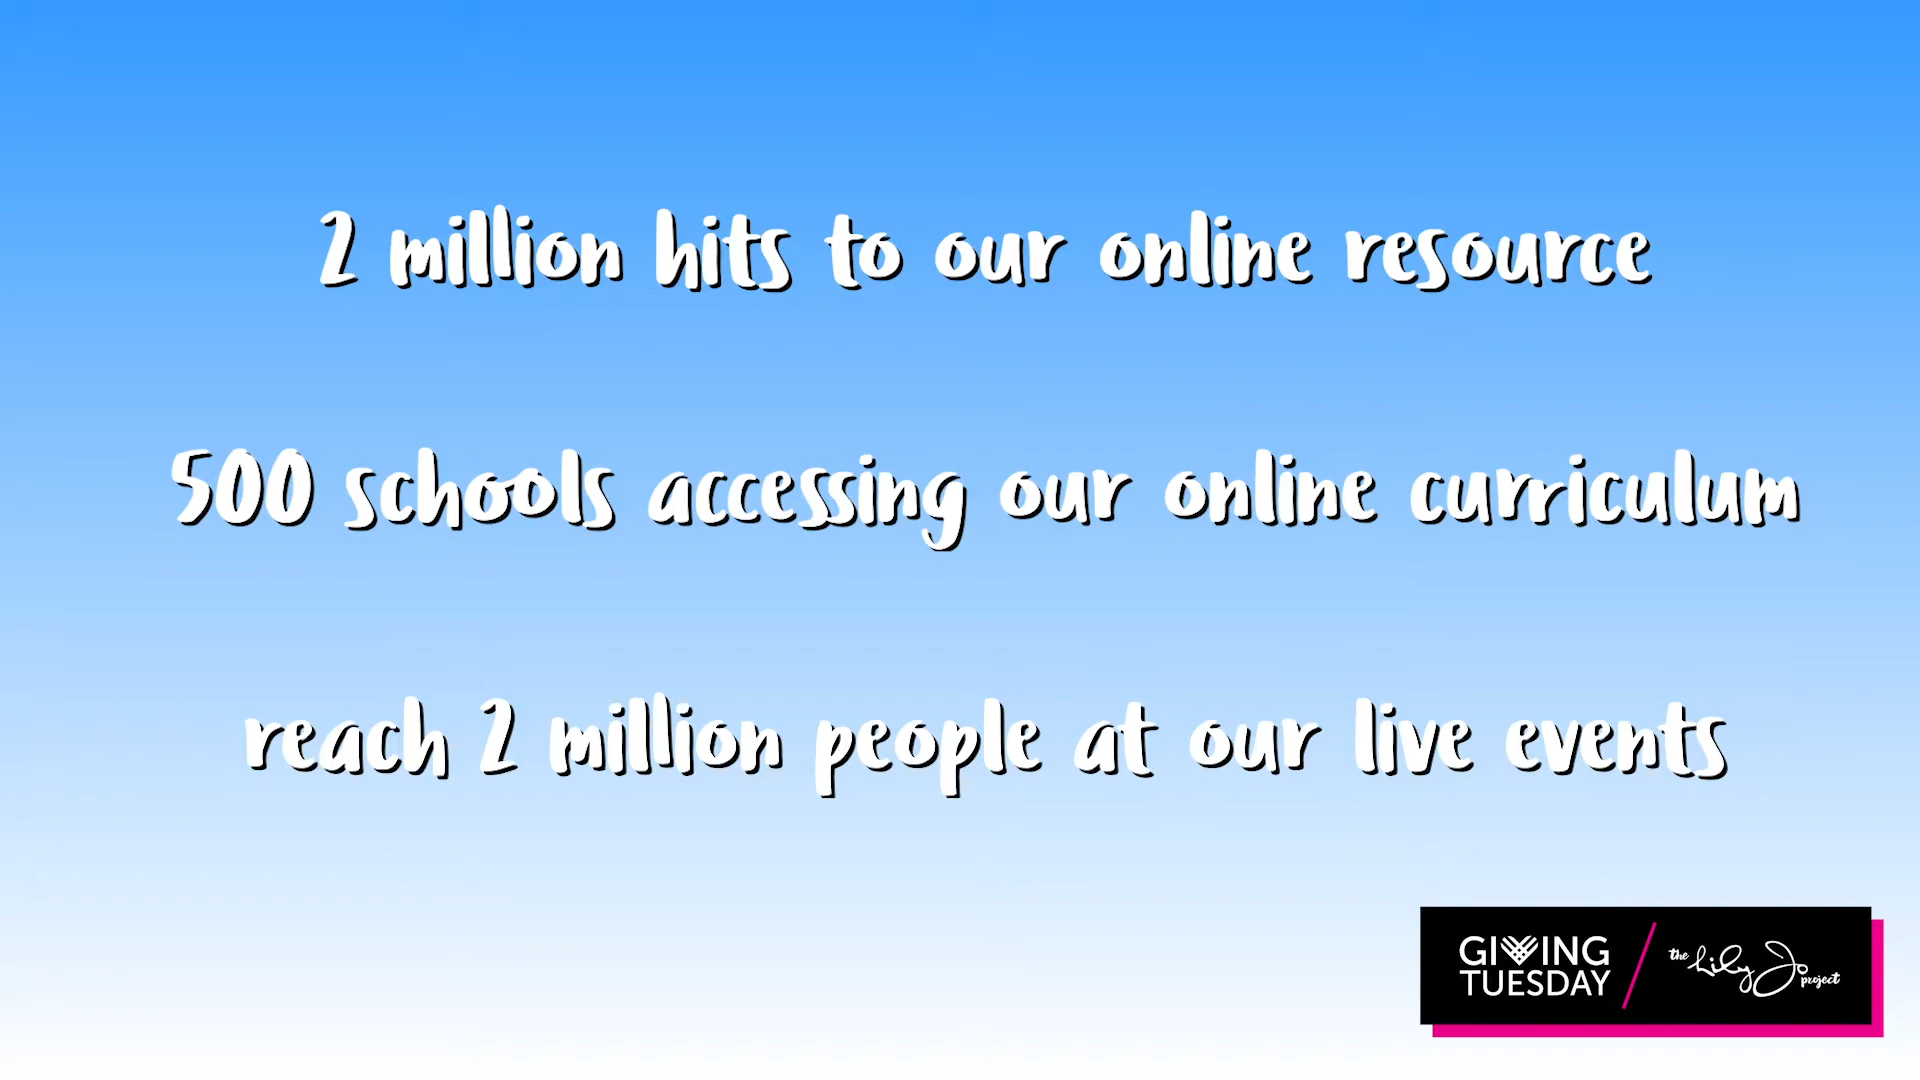 2 million hits to our online resource
500 schools accessing our online curriculum
reach 2 million people at our live events
GIVING
TUESDAY
the Lily Jo project